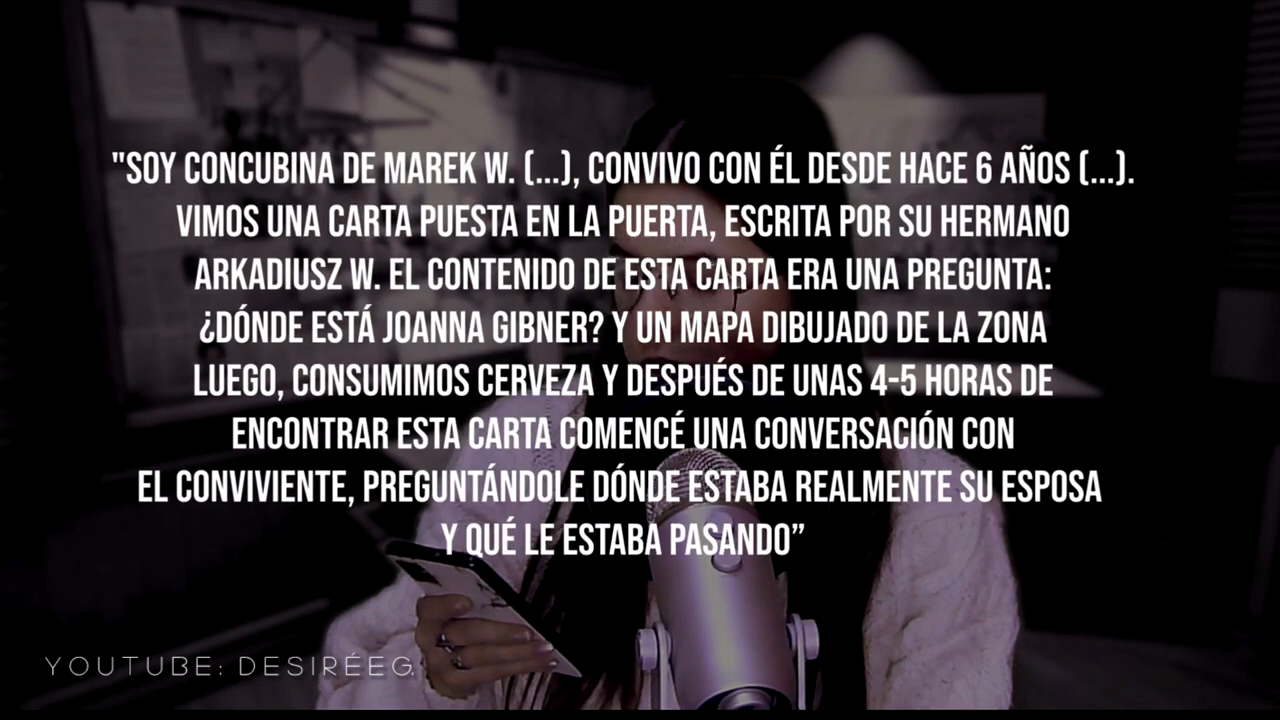 "SOY CONCUBINA DE MAREK W. (...), CONVIVO CON ÉL DESDE HACE 6 AÑOS (...).
VIMOS UNA CARTA PUESTA EN LA PUERTA, ESCRITA POR SU HERMANO
ARKADIUSZ W. EL CONTENIDO DE ESTA CARTA ERA UNA PREGUNTA:
¿DÓNDE ESTÁ JOANNA GIBNER? Y UN MAPA DIBUJADO DE LA ZONA
LUEGO, CONSUMIMOS CERVEZA Y DESPUÉS DE UNAS 4-5 HORAS DE
ENCONTRAR ESTA CARTA COMENCÉ UNA CONVERSACIÓN CON
EL CONVIVIENTE, PREGUNTÁNDOLE DÓNDE ESTABA REALMENTE SU ESPOSA
Y QUÉ LE ESTABA PASANDO”
YOUTUBE: DESIRÉEG.